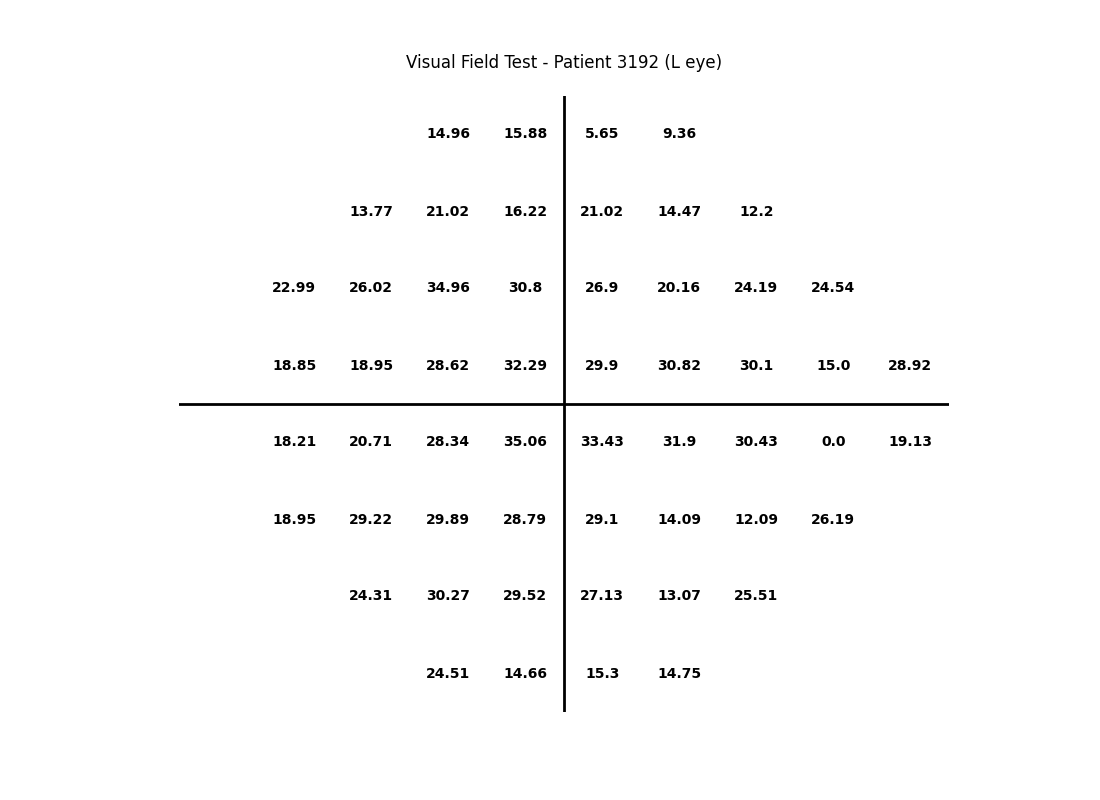 Visual Field Test - Patient 3192 (L eye)
14.96 15.88 5.65 9.36
13.77 21.02 16.22 21.02 14.47 12.2
22.99 26.02 34.96 30.8 26.9 20.16 24.19 24.54
18.85 18.95 28.62 32.29 29.9 30.82 30.1 15.0 28.92
18.21 20.71 28.34 35.06 33.43 31.9 30.43 0.0 19.13
18.95 29.22 29.89 28.79 29.1 14.09 12.09 26.19
24.31 30.27 29.52 27.13 13.07 25.51
24.51 14.66 15.3 14.75